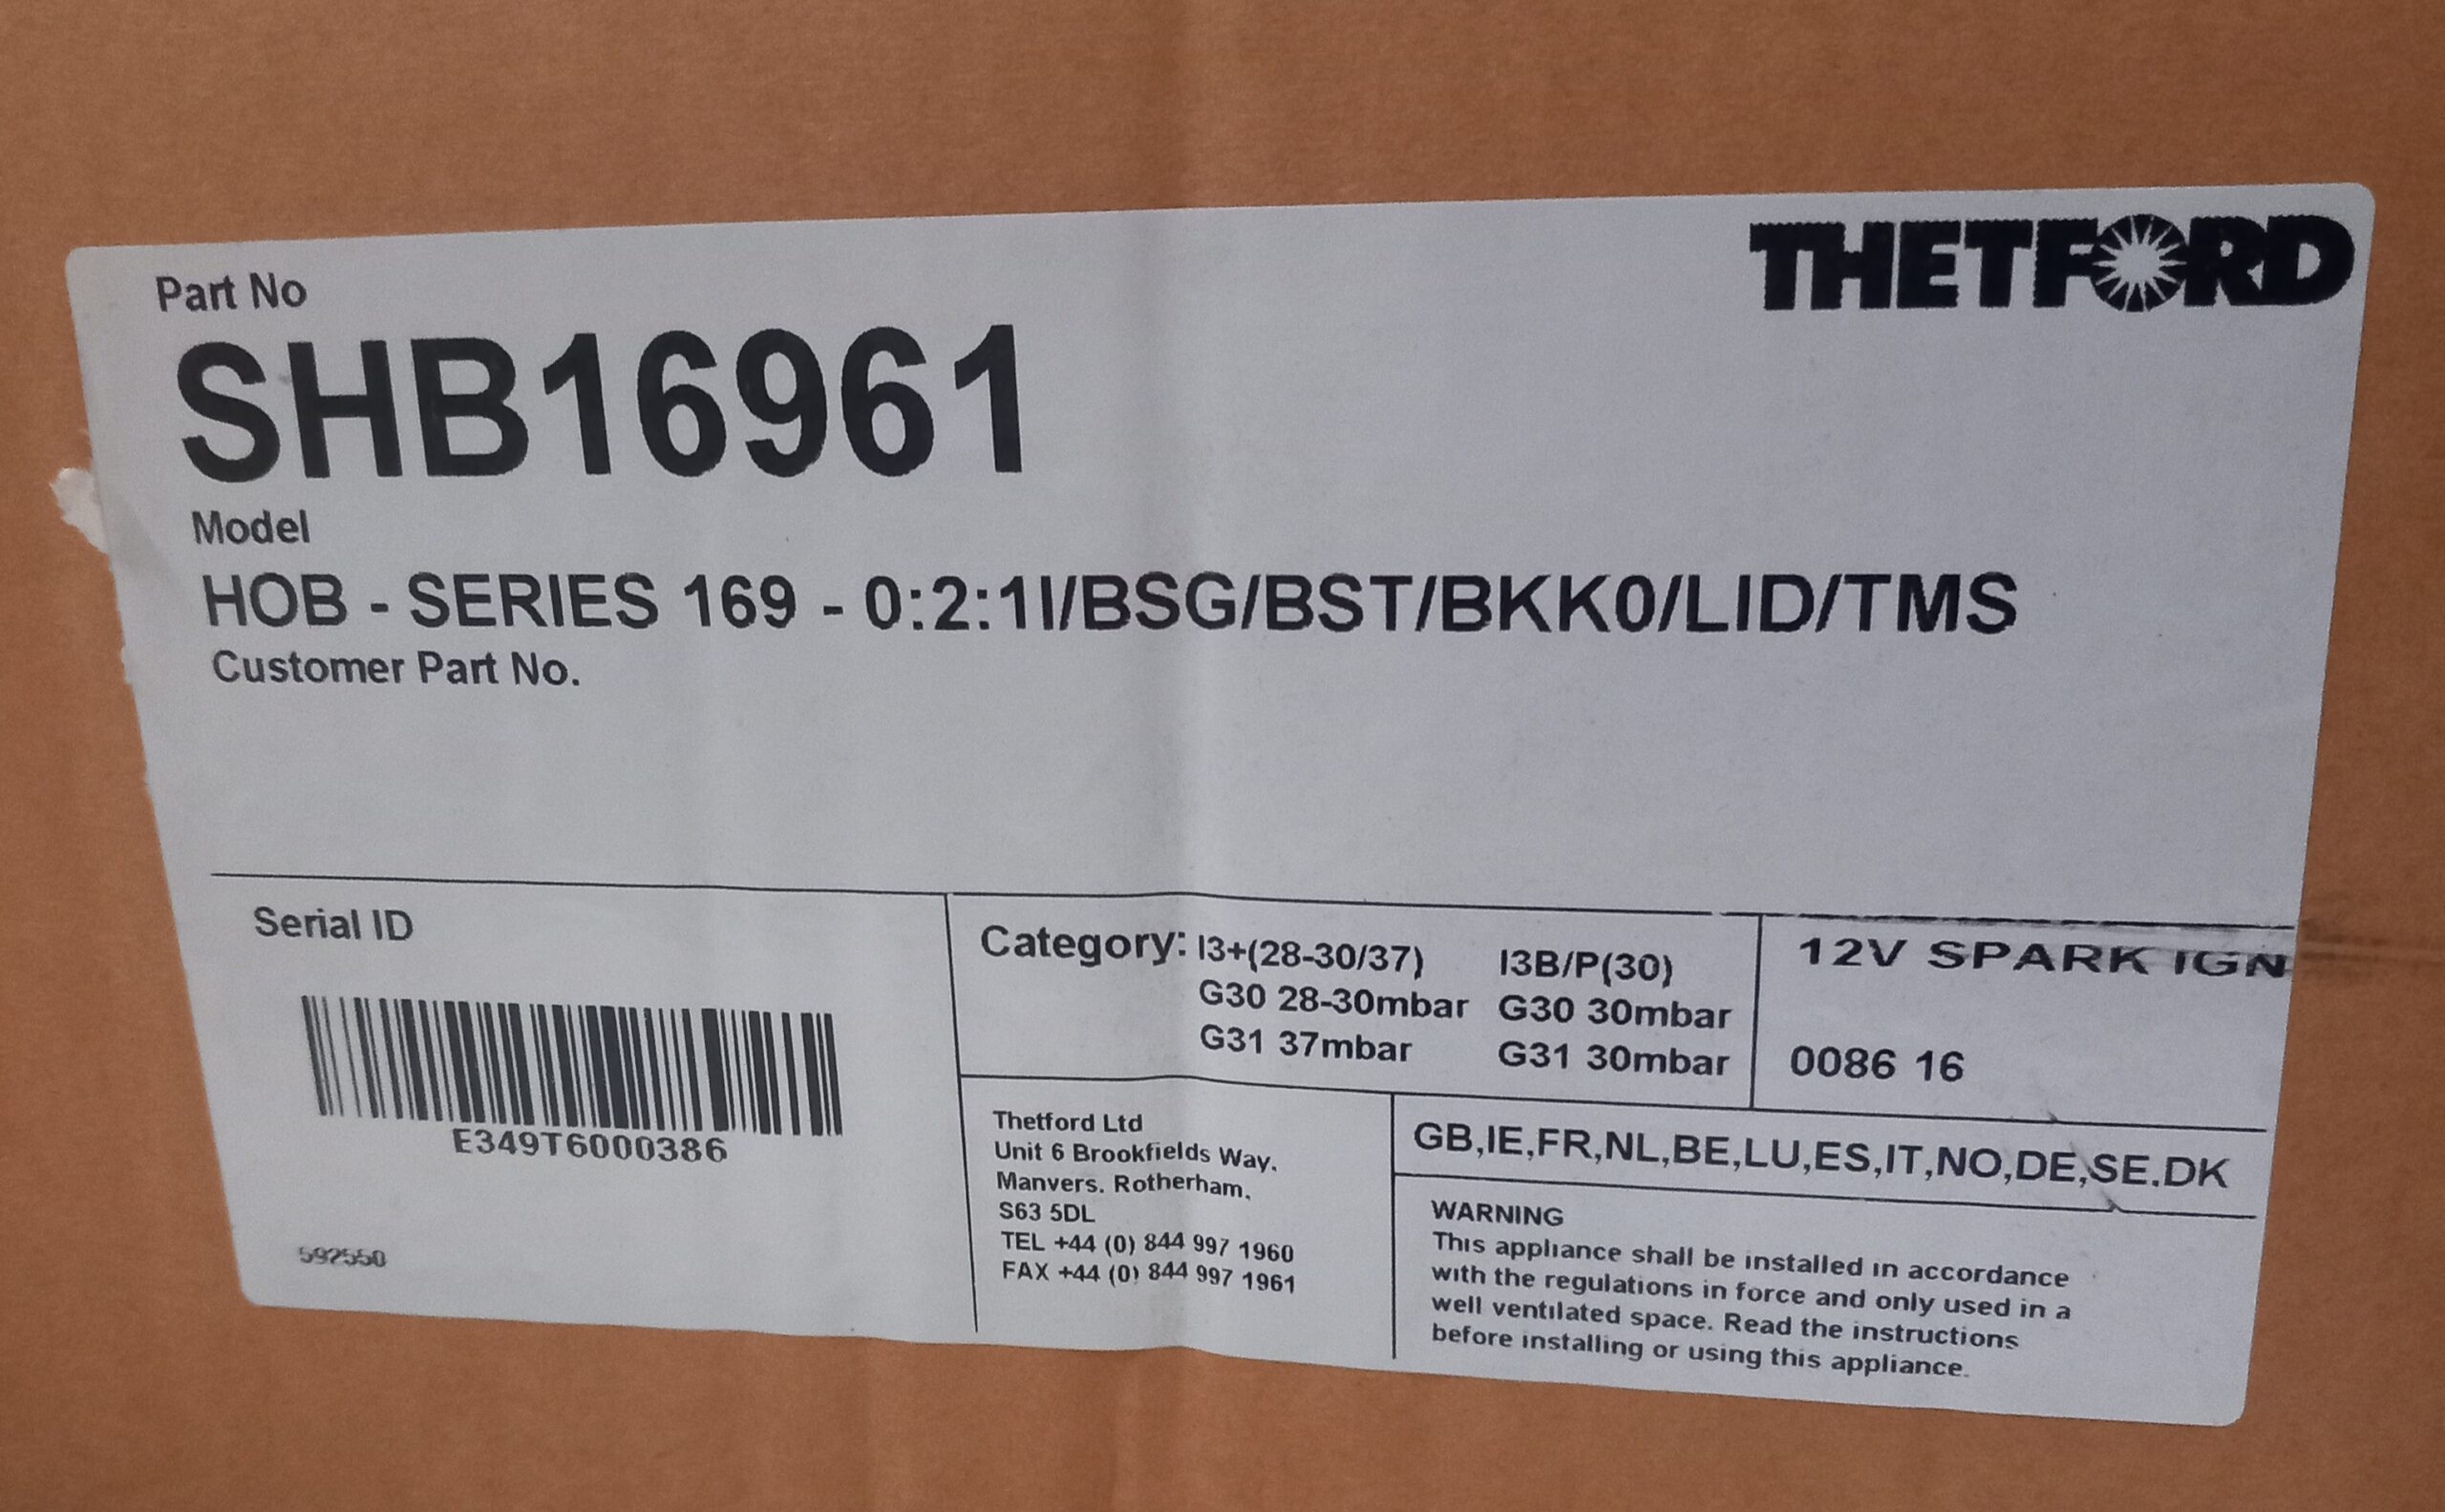 THETFORD
Part No
SHB16961
Model
HOB - SERIES 169 - 0:2:1I/BSG/BST/BKK0/LID/TMS
Customer Part No.
Serial ID
E349T6000386
592550
Category: I3+(28-30/37) I3B/P(30)
G30 28-30mbar G30 30mbar
G31 37mbar G31 30mbar
12V SPARK IGN
0086 16
Thetford Ltd
Unit 6 Brookfields Way.
Manvers. Rotherham.
S63 5DL
TEL +44 (0) 844 997 1960
FAX +44 (0) 844 997 1961
GB,IE,FR,NL,BE,LU,ES,IT,NO,DE,SE.DK
WARNING
This appliance shall be installed in accordance
with the regulations in force and only used in a
well ventilated space. Read the instructions
before installing or using this appliance.